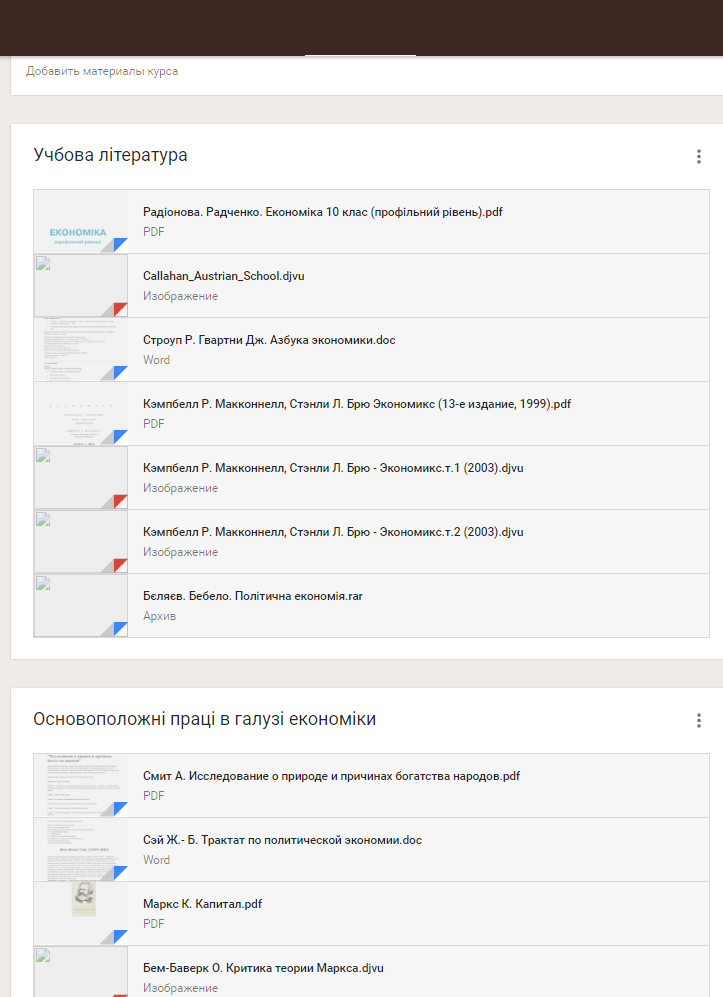 Добавить материалы курса
Учбова література
ЕКОНОМІКА
(профільний рівень)
Радіонова. Радченко. Економіка 10 клас (профільний рівень).pdf
PDF
Callahan_Austrian_School.djvu
Изображение
Строуп Р. Гвартни Дж. Азбука экономики.doc
Word
Кэмпбелл Р. Макконнелл, Стэнли Л. Брю Экономикс (13-е издание, 1999).pdf
PDF
Кэмпбелл Р. Макконнелл, Стэнли Л. Брю - Экономикс.т.1 (2003).djvu
Изображение
Кэмпбелл Р. Макконнелл, Стэнли Л. Брю - Экономикс.т.2 (2003).djvu
Изображение
Бєляєв. Бебело. Політична економія.rar
Архив
Основоположні праці в галузі економіки
Смит А. Исследование о природе и причинах богатства народов.pdf
PDF
Сэй Ж.- Б. Трактат по политической экономии.doc
Word
Маркс К. Капитал.pdf
PDF
Бем-Баверк О. Критика теории Маркса.djvu
Изображение